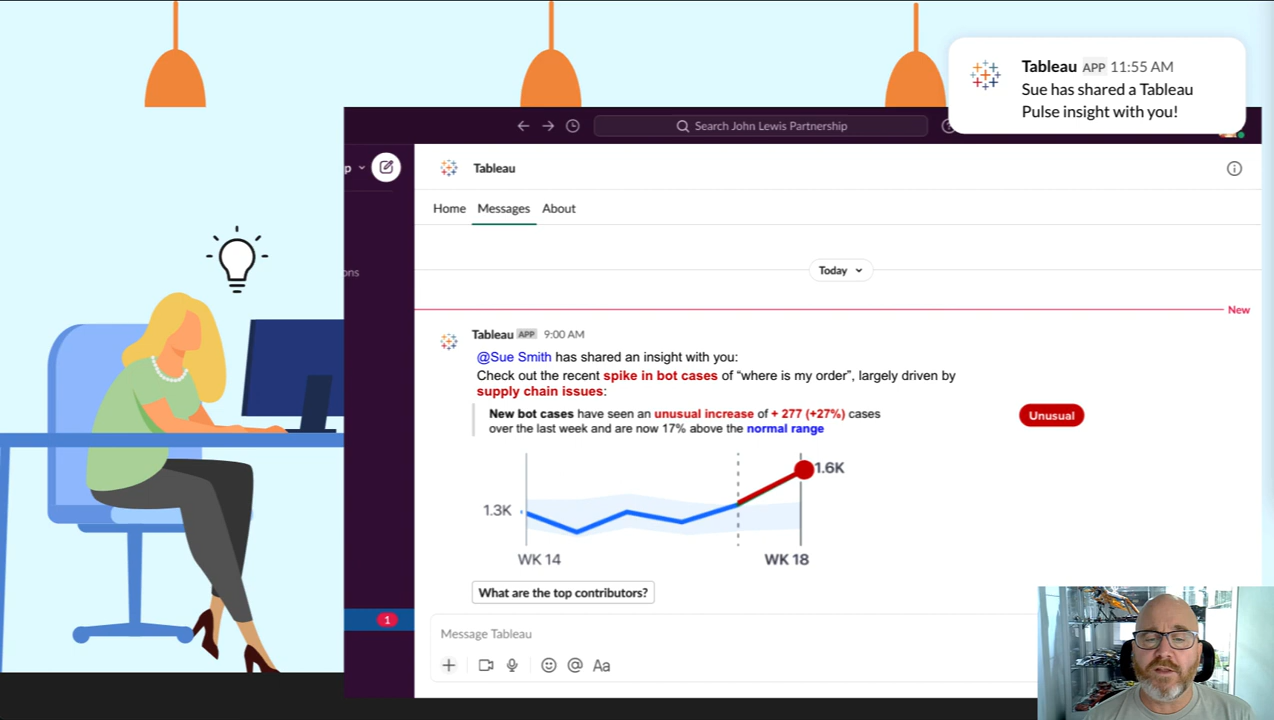 Tableau APP 11:55 AM
Sue has shared a Tableau
Pulse insight with you!
Search John Lewis Partnership
p
Tableau
Home Messages About
ons
Today
New
Tableau APP 9:00 AM
@Sue Smith has shared an insight with you:
Check out the recent spike in bot cases of “where is my order”, largely driven by
supply chain issues:
New bot cases have seen an unusual increase of + 277 (+27%) cases
over the last week and are now 17% above the normal range
Unusual
1.6K
1.3K
WK 14 WK 18
What are the top contributors?
1
Message Tableau
Aa